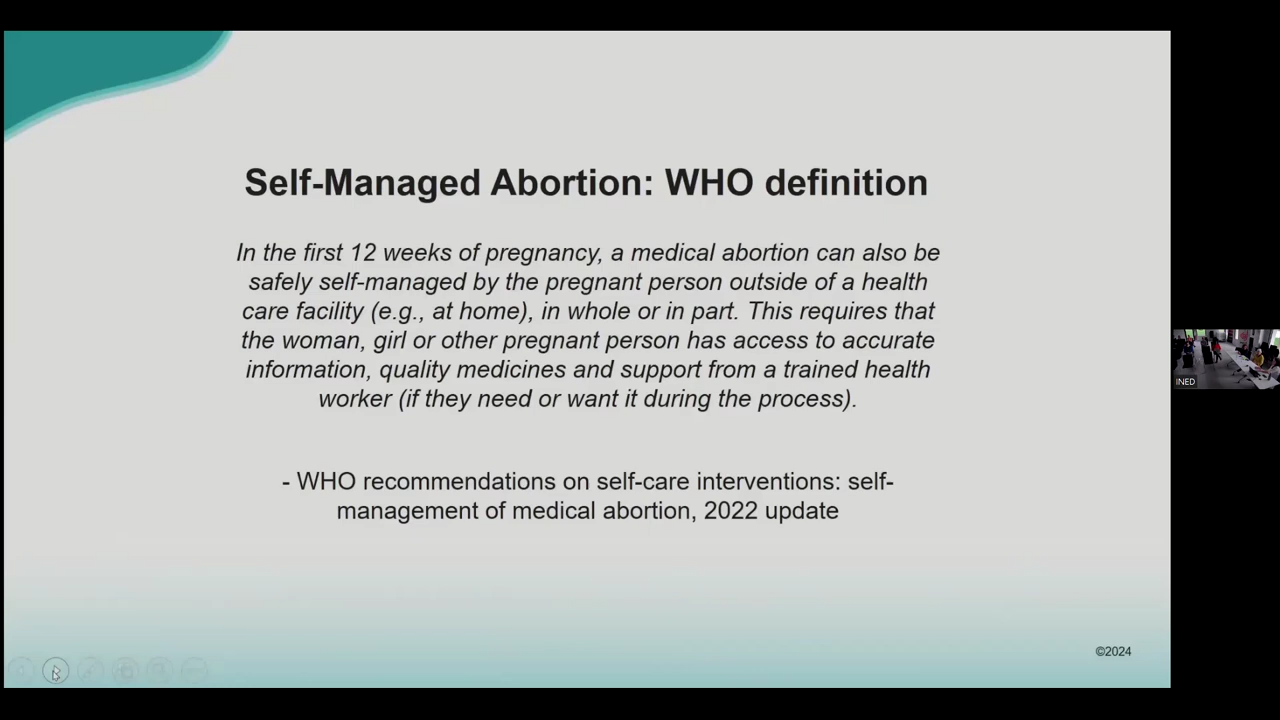 Self-Managed Abortion: WHO definition
In the first 12 weeks of pregnancy, a medical abortion can also be
safely self-managed by the pregnant person outside of a health
care facility (e.g., at home), in whole or in part. This requires that
the woman, girl or other pregnant person has access to accurate
information, quality medicines and support from a trained health
worker (if they need or want it during the process).
- WHO recommendations on self-care interventions: self-
management of medical abortion, 2022 update
©2024
INED